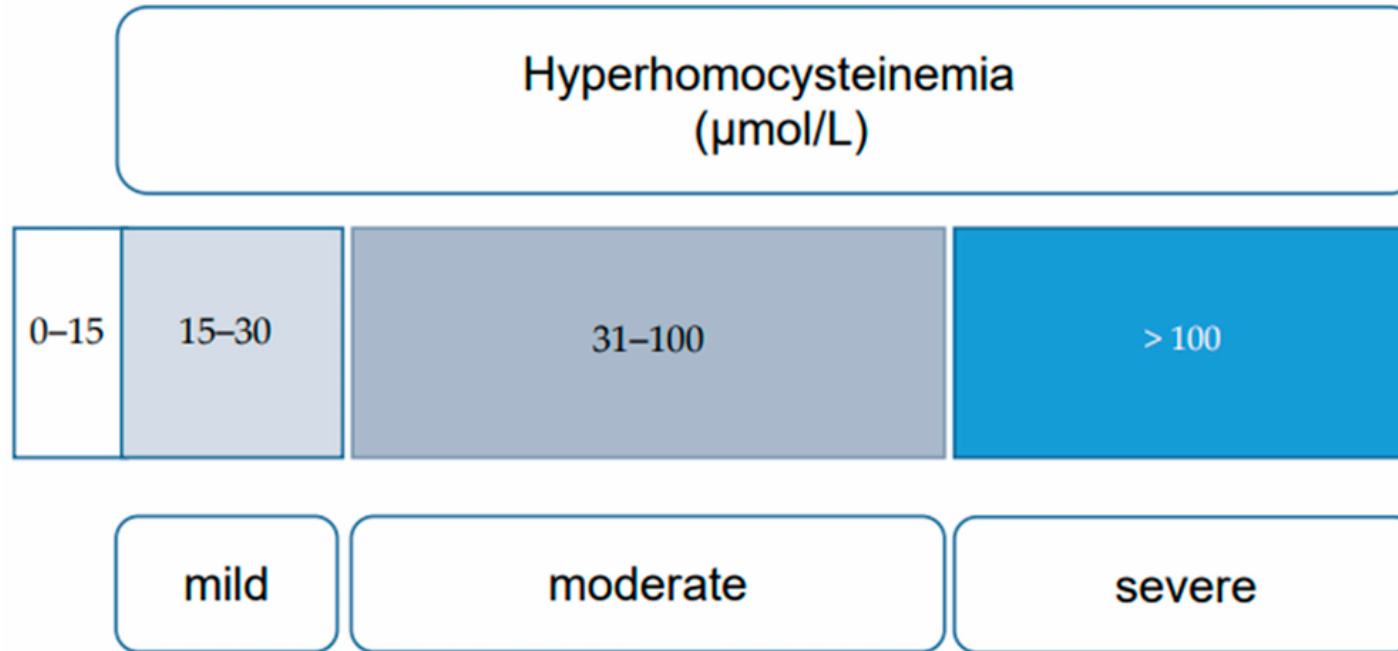 Hyperhomocysteinemia
(µmol/L)
0–15
15–30
31–100
> 100
mild
moderate
severe